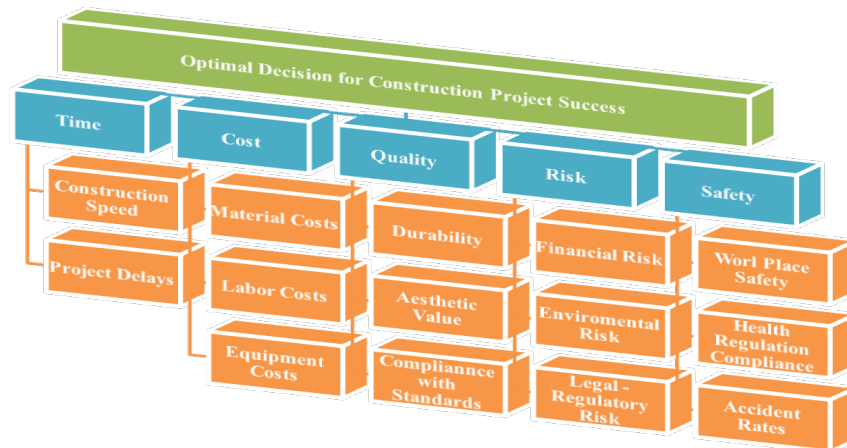 Optimal Decision for Construction Project Success
Time
Cost
Quality
Risk
Safety
Construction
Speed
Project Delays
Material Costs
Labor Costs
Equipment
Costs
Durability
Aesthetic
Value
Compliannce
with
Standards
Financial Risk
Enviromental
Risk
Legal -
Regulatory
Risk
Worl Place
Safety
Health
Regulation
Compliance
Accident
Rates